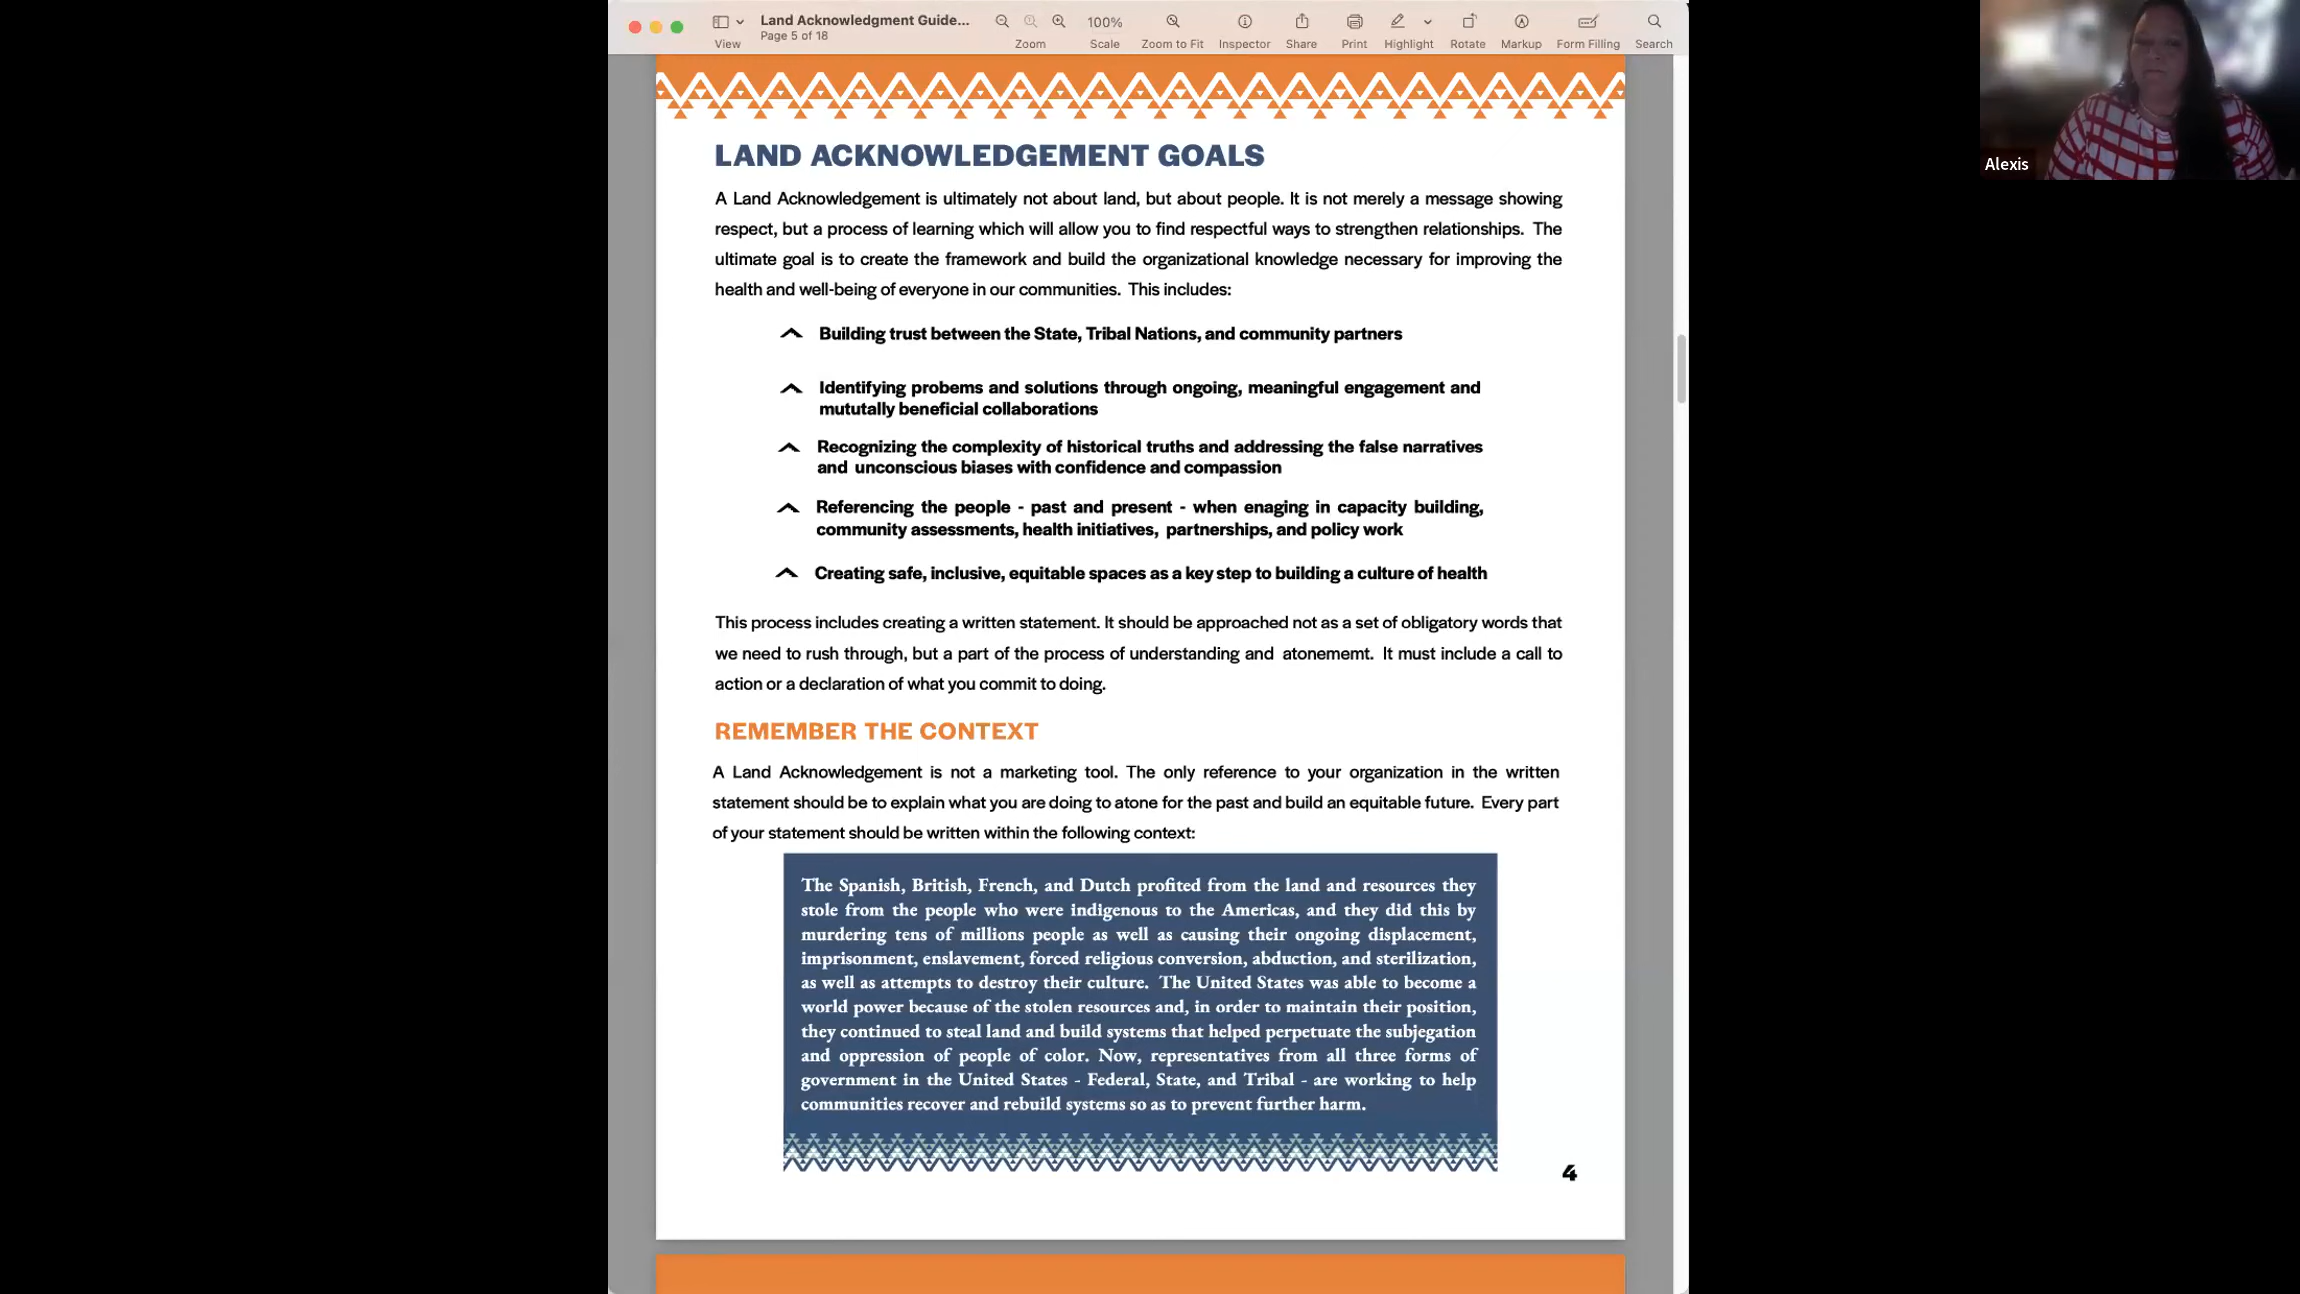 Land Acknowledgment Guide...
Page 5 of 18
100%
View
Zoom
Scale
Zoom to Fit
Inspector
Share
Print
Highlight
Rotate
Markup
Form Filling
Search
Alexis
LAND ACKNOWLEDGEMENT GOALS
A Land Acknowledgement is ultimately not about land, but about people. It is not merely a message showing
respect, but a process of learning which will allow you to find respectful ways to strengthen relationships. The
ultimate goal is to create the framework and build the organizational knowledge necessary for improving the
health and well-being of everyone in our communities. This includes:
Building trust between the State, Tribal Nations, and community partners
Identifying probems and solutions through ongoing, meaningful engagement and
mututally beneficial collaborations
Recognizing the complexity of historical truths and addressing the false narratives
and unconscious biases with confidence and compassion
Referencing the people - past and present - when enaging in capacity building,
community assessments, health initiatives, partnerships, and policy work
Creating safe, inclusive, equitable spaces as a key step to building a culture of health
This process includes creating a written statement. It should be approached not as a set of obligatory words that
we need to rush through, but a part of the process of understanding and atonememt. It must include a call to
action or a declaration of what you commit to doing.
REMEMBER THE CONTEXT
A Land Acknowledgement is not a marketing tool. The only reference to your organization in the written
statement should be to explain what you are doing to atone for the past and build an equitable future. Every part
of your statement should be written within the following context:
The Spanish, British, French, and Dutch profited from the land and resources they
stole from the people who were indigenous to the Americas, and they did this by
murdering tens of millions people as well as causing their ongoing displacement,
imprisonment, enslavement, forced religious conversion, abduction, and sterilization,
as well as attempts to destroy their culture. The United States was able to become a
world power because of the stolen resources and, in order to maintain their position,
they continued to steal land and build systems that helped perpetuate the subjegation
and oppression of people of color. Now, representatives from all three forms of
government in the United States - Federal, State, and Tribal - are working to help
communities recover and rebuild systems so as to prevent further harm.
4